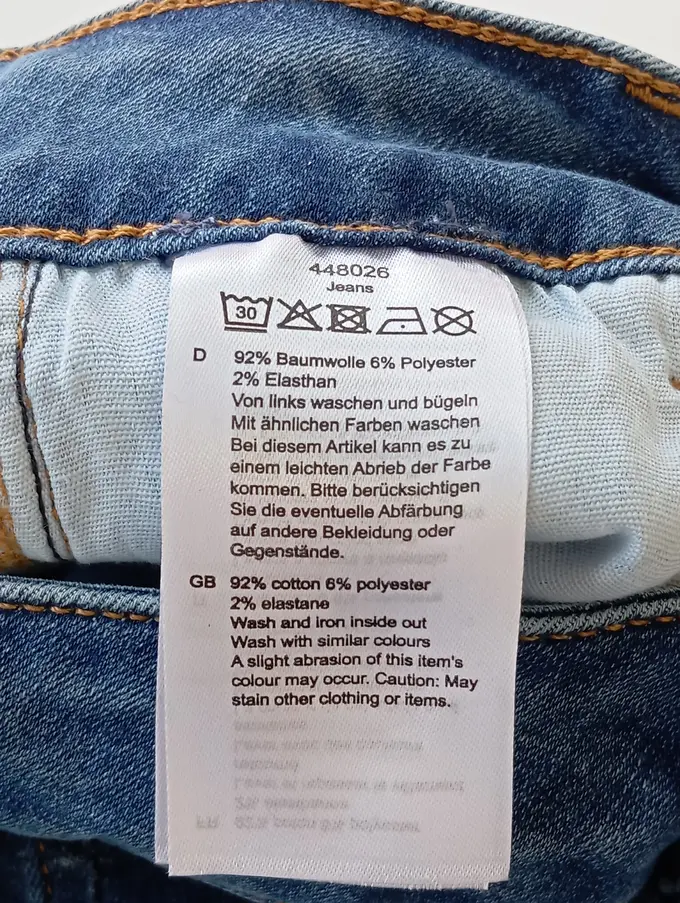 448026
Jeans
30
D 92% Baumwolle 6% Polyester
2% Elasthan
Von links waschen und bügeln
Mit ähnlichen Farben waschen
Bei diesem Artikel kann es zu
einem leichten Abrieb der Farbe
kommen. Bitte berücksichtigen
Sie die eventuelle Abfärbung
auf andere Bekleidung oder
Gegenstände.
GB 92% cotton 6% polyester
2% elastane
Wash and iron inside out
Wash with similar colours
A slight abrasion of this item's
colour may occur. Caution: May
stain other clothing or items.